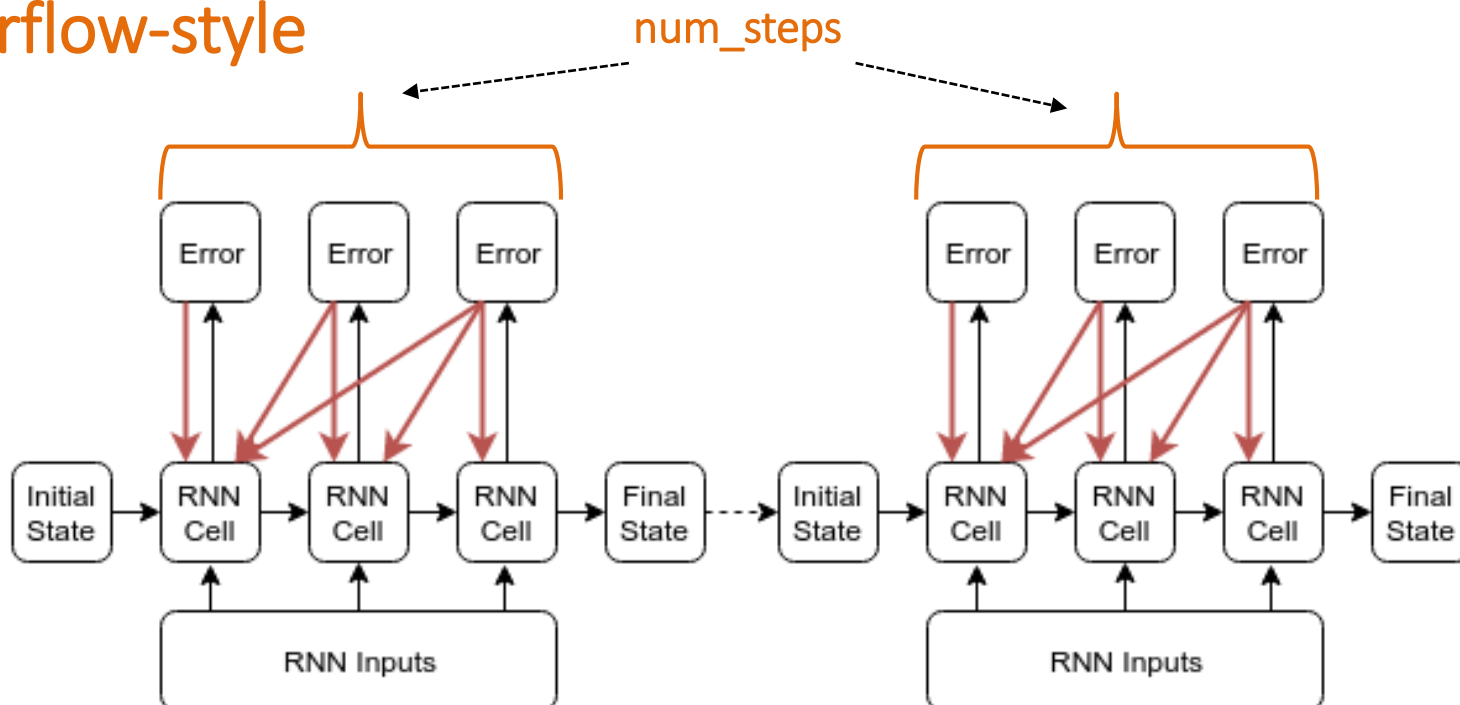 rflow-style
num_steps
Error Error Error Error Error Error
Initial State RNN Cell RNN Cell RNN Cell Final State Initial State RNN Cell RNN Cell RNN Cell Final State
RNN Inputs RNN Inputs